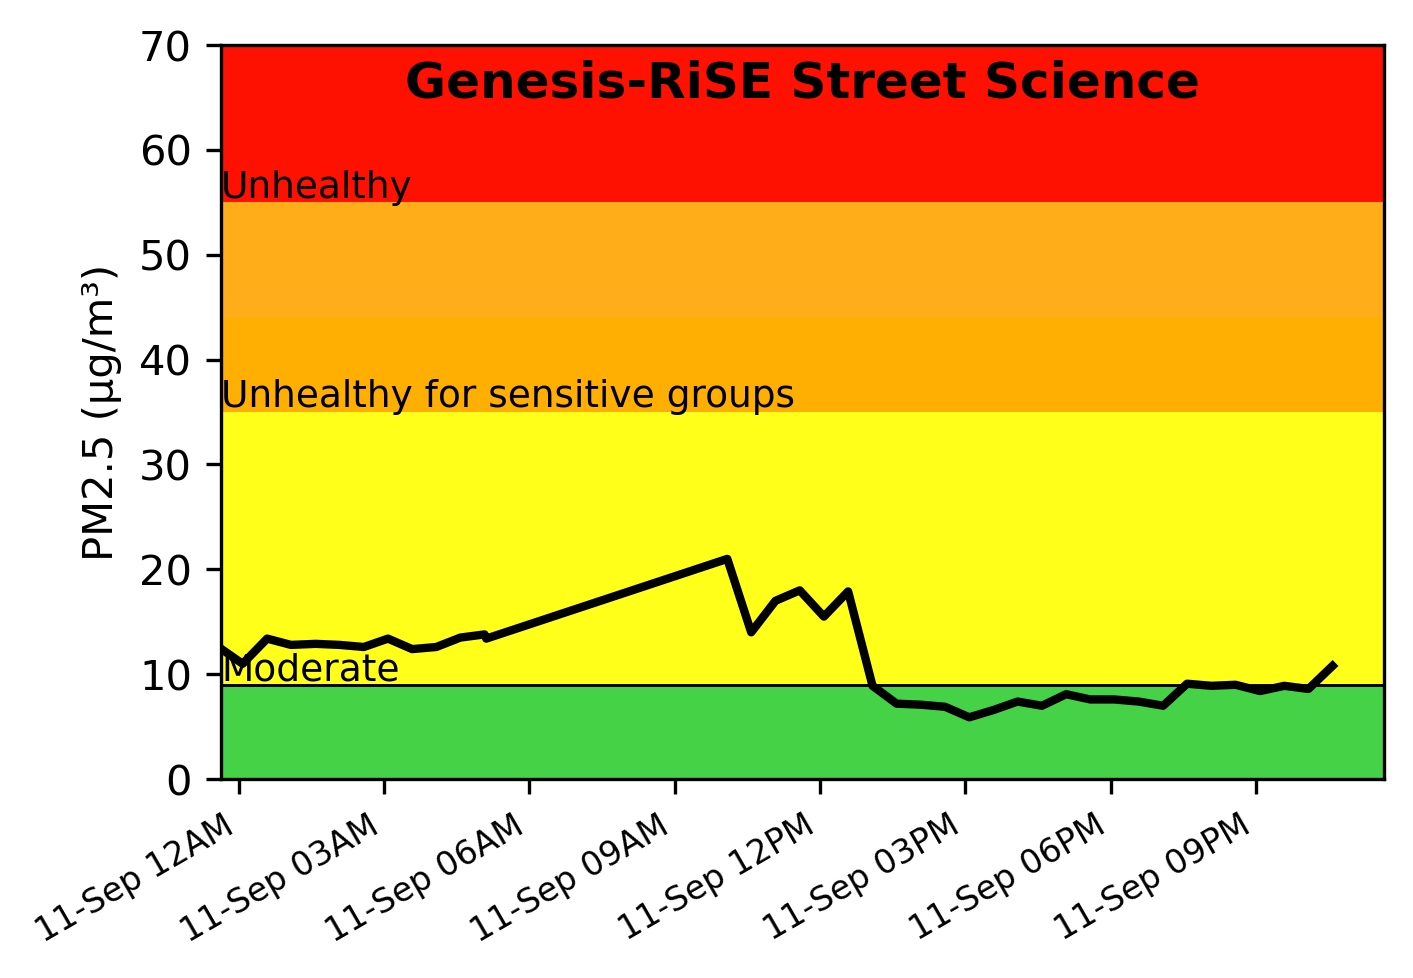 Genesis-RiSE Street Science
PM2.5 (µg/m³)
70
60
Unhealthy
50
40
Unhealthy for sensitive groups
30
20
10
Moderate
0
11-Sep 12AM
11-Sep 03AM
11-Sep 06AM
11-Sep 09AM
11-Sep 12PM
11-Sep 03PM
11-Sep 06PM
11-Sep 09PM